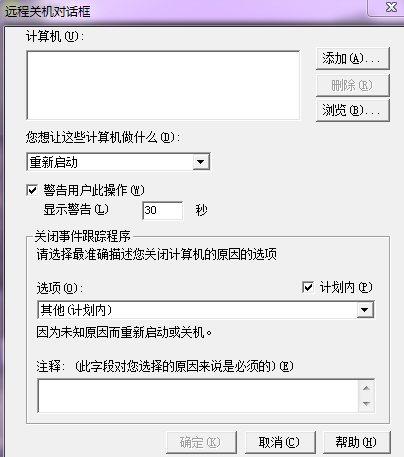 远程关机对话框
计算机(U):
添加(A)...
删除(R)
浏览(B)...
您想让这些计算机做什么(D):
重新启动
警告用户此操作(W)
显示警告(L) 30 秒
关闭事件跟踪程序
请选择最准确描述您关闭计算机的原因的选项
选项(O): 计划内(P)
其他(计划内)
因为未知原因而重新启动或关机。
注释: (此字段对您选择的原因来说是必须的)(E)
确定(K) 取消(C) 帮助(H)